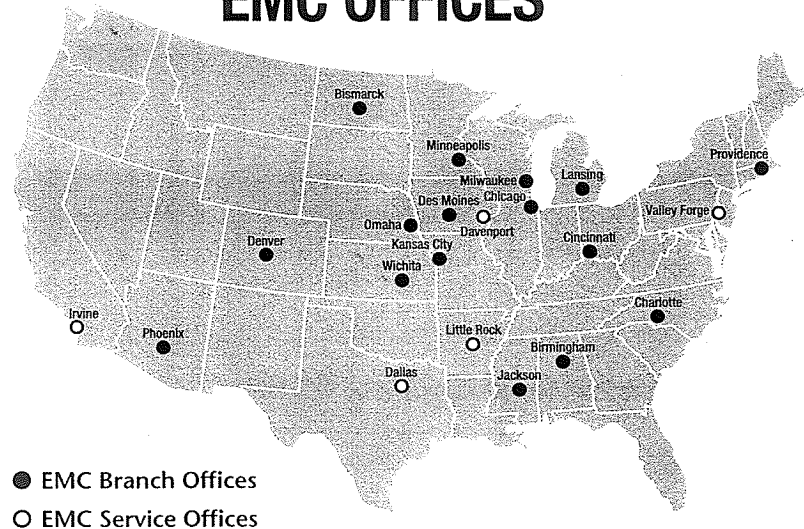 EMC OFFICES
Bismarck
Minneapolis
Providence
Milwaukee
Lansing
Des Moines
Chicago
Valley Forge
Omaha
Davenport
Denver
Kansas City
Cincinnati
Wichita
Charlotte
Irvine
Phoenix
Little Rock
Birmingham
Dallas
Jackson
EMC Branch Offices
EMC Service Offices